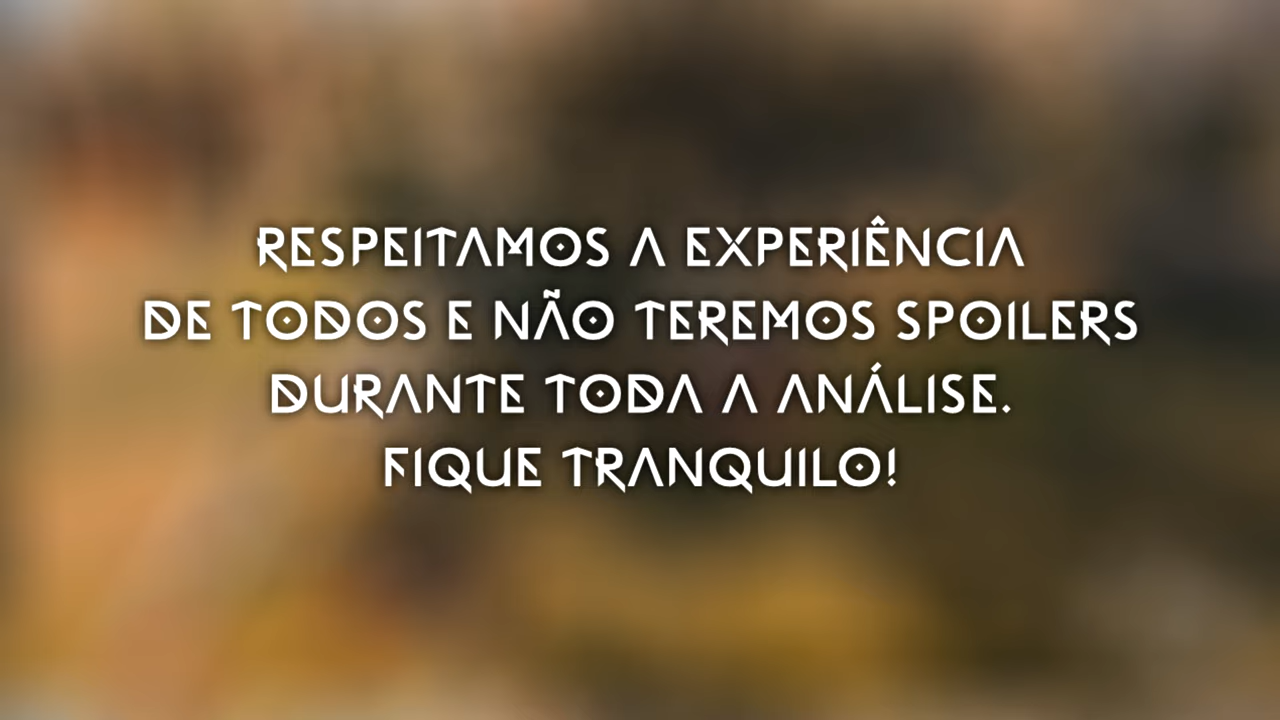 RESPEITAMOS A EXPERIÊNCIA
DE TODOS E NÃO TEREMOS SPOILERS
DURANTE TODA A ANÁLISE.
FIQUE TRANQUILO!